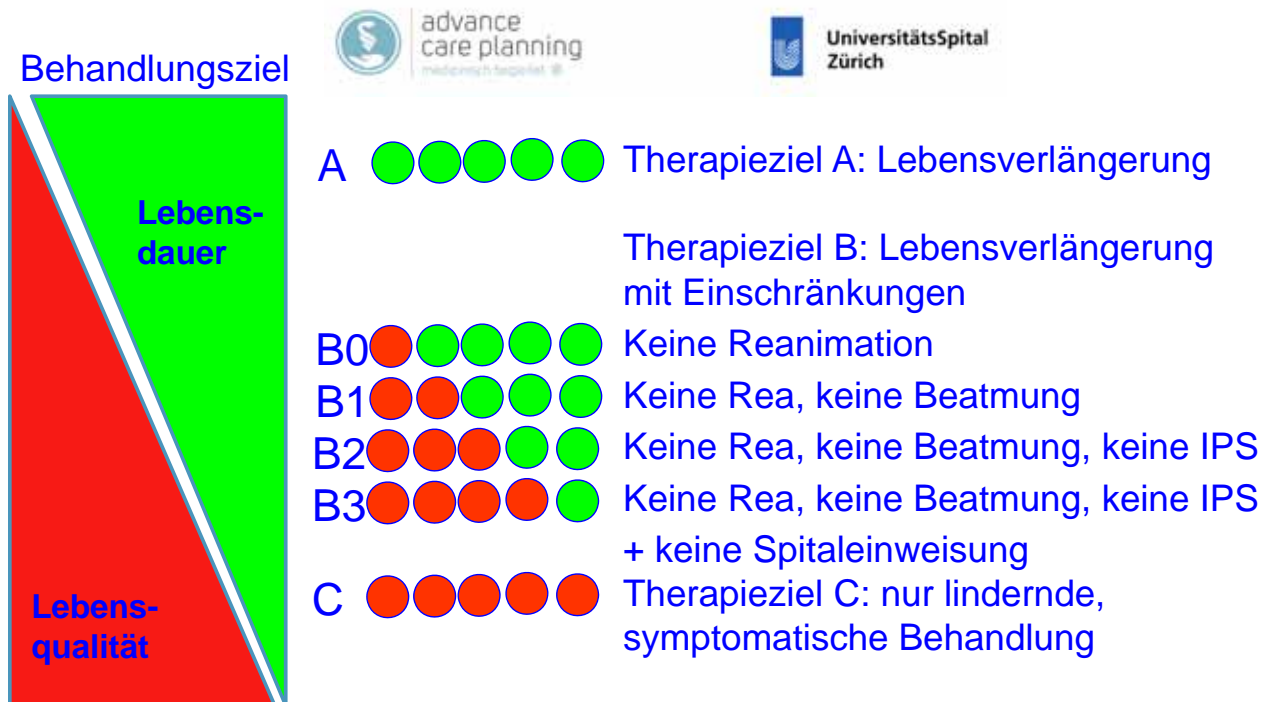 advance
care planning
medizinisch begleitet ®
UniversitätsSpital
Zürich
Behandlungsziel
Lebens-
dauer
Lebens-
qualität
A
Therapieziel A: Lebensverlängerung
Therapieziel B: Lebensverlängerung
mit Einschränkungen
B0
Keine Reanimation
B1
Keine Rea, keine Beatmung
B2
Keine Rea, keine Beatmung, keine IPS
B3
Keine Rea, keine Beatmung, keine IPS
+ keine Spitaleinweisung
C
Therapieziel C: nur lindernde,
symptomatische Behandlung